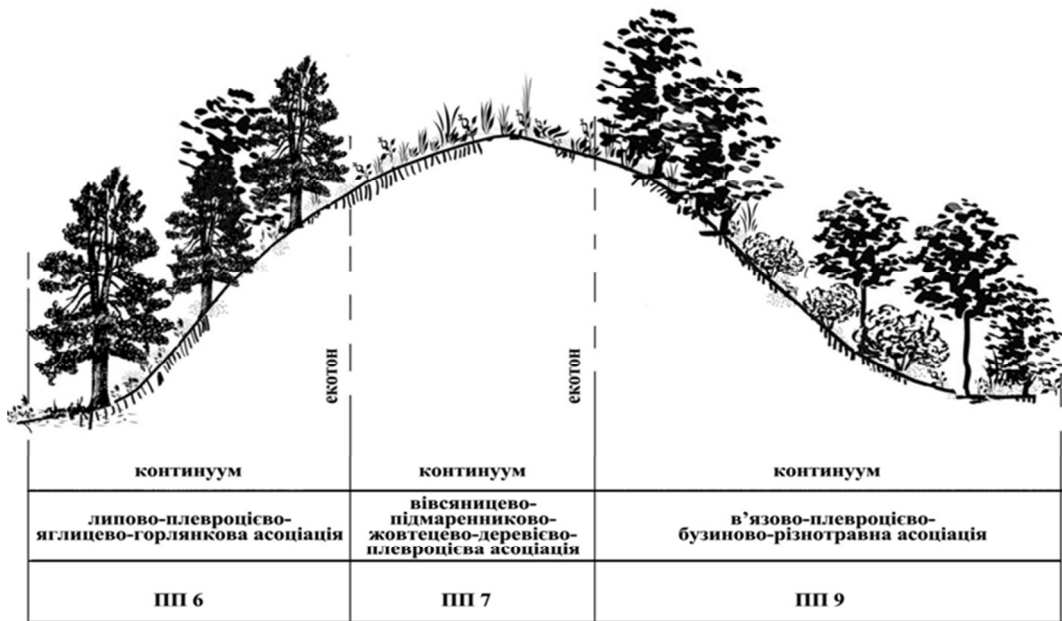 екотон
екотон
континуум
континуум
континуум
липово-плевроцієво-
яглицево-горлянкова асоціація
вівсяницево-
підмаренниково-
жовтецево-деревієво-
плевроцієва асоціація
в’язово-плевроцієво-
бузиново-різнотравна асоціація
ПП 6
ПП 7
ПП 9